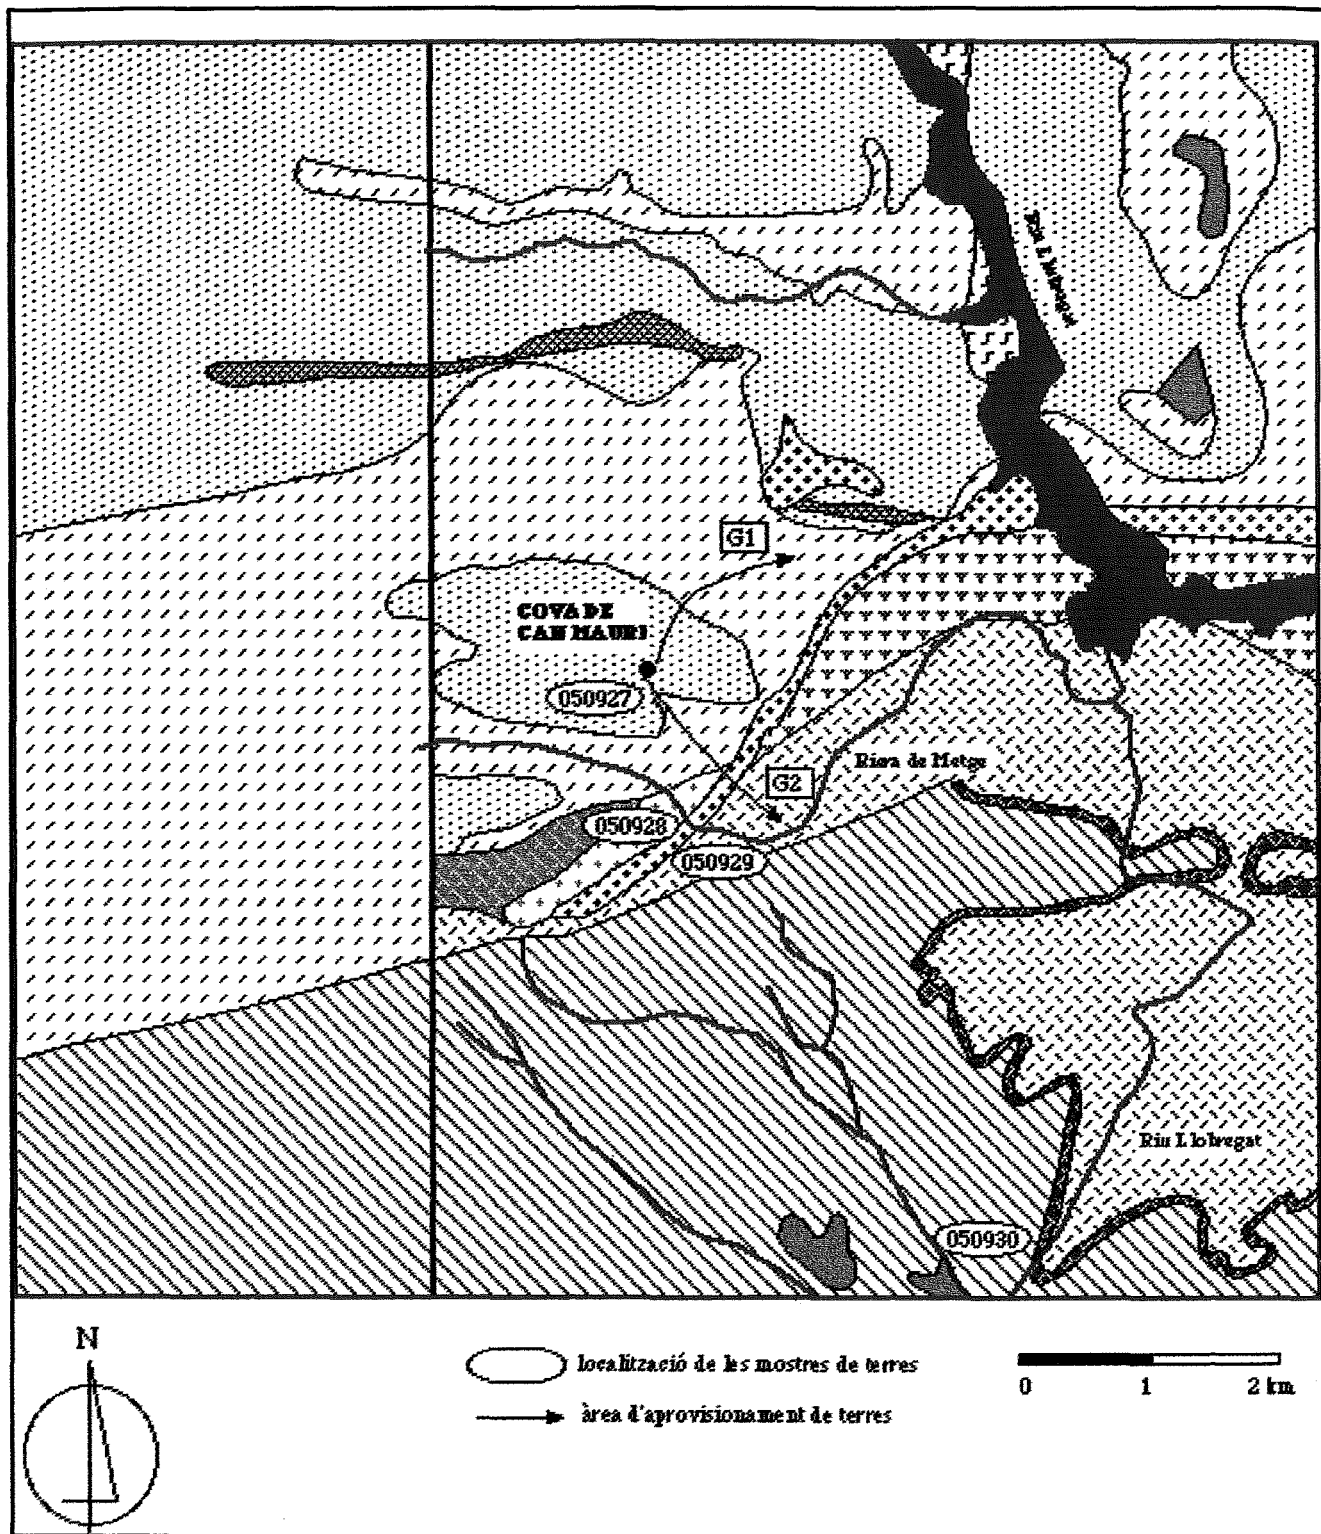 Riu Llobregat
G1
COVA DE
CAN MAURI
050927
Riera de Metge
G2
050928
050929
Riu Llobregat
050930
N
localització de les mostres de terres
àrea d'aprovisionament de terres
0 1 2 km